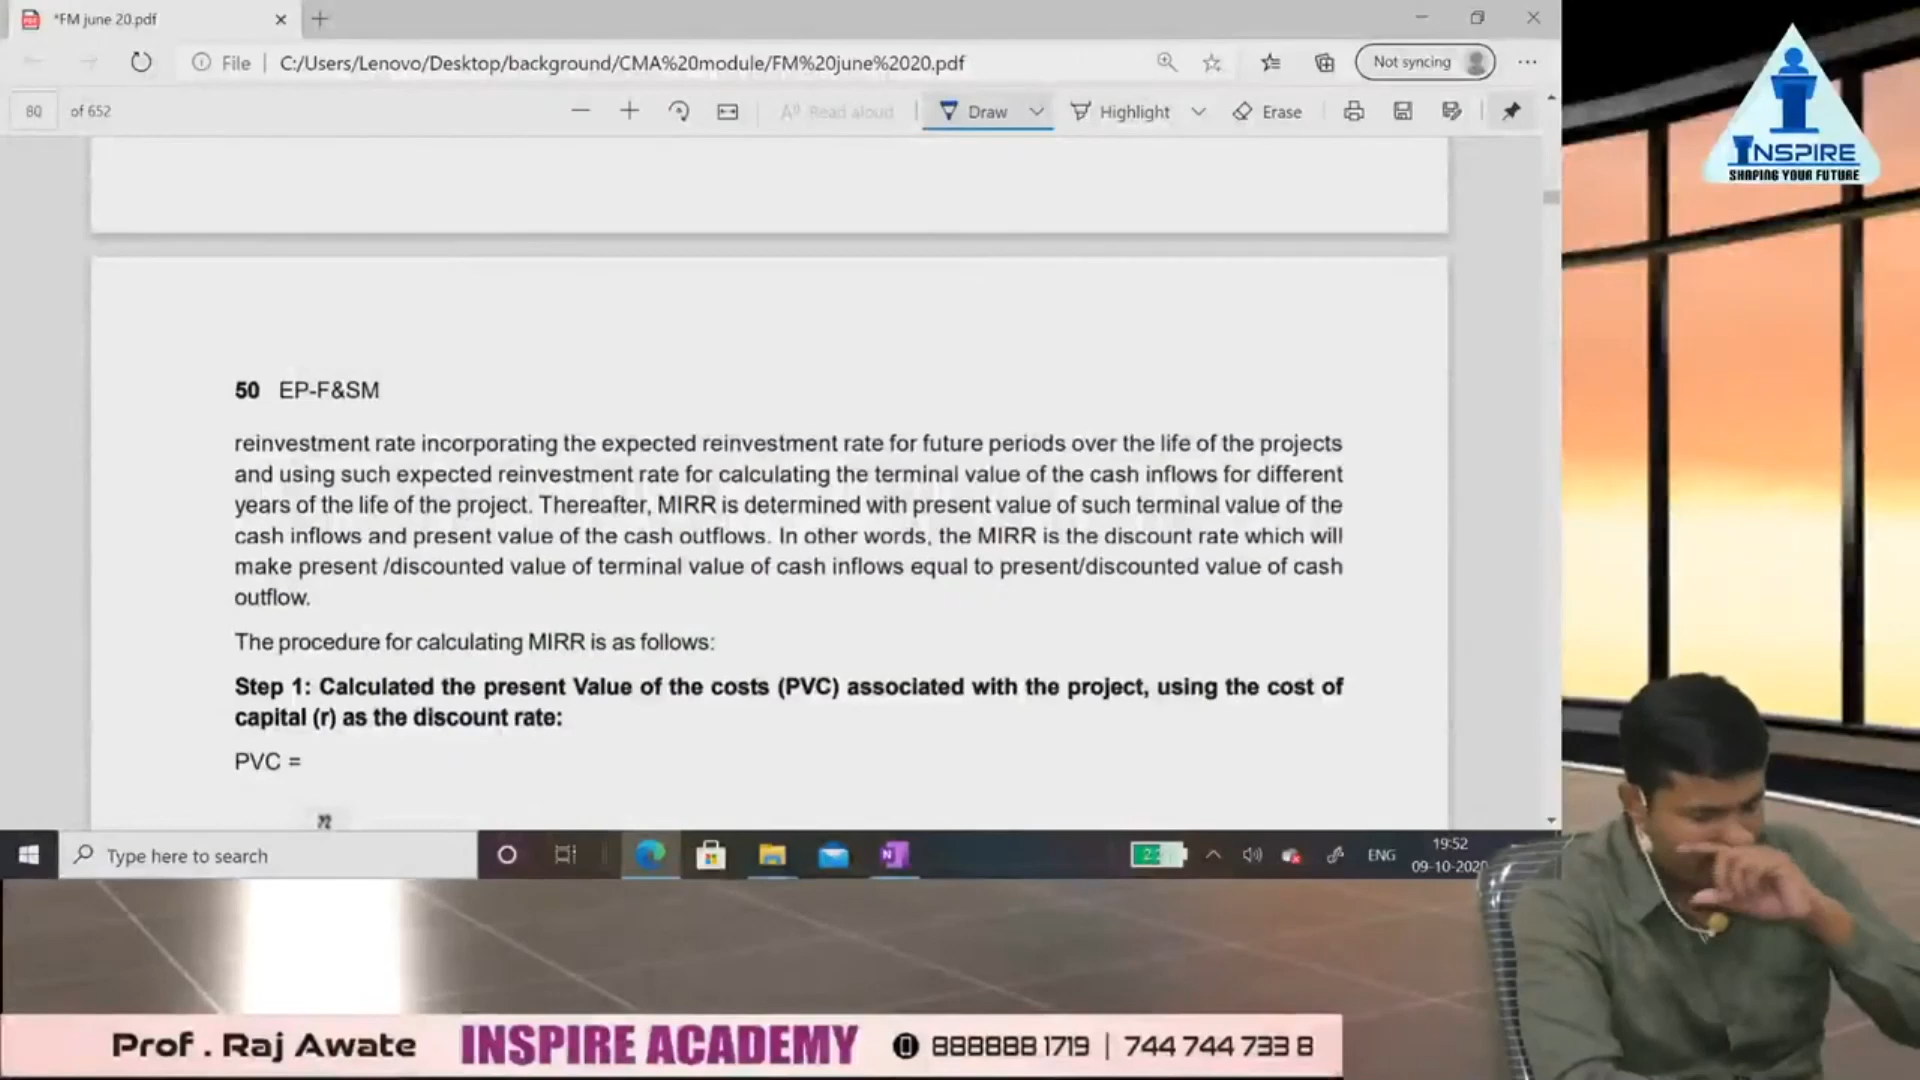 *FM june 20.pdf
File
C:/Users/Lenovo/Desktop/background/CMA%20module/FM%20june%2020.pdf
Not syncing
80 of 652
Read aloud
Draw
Highlight
Erase
INSPIRE
SHAPING YOUR FUTURE
50 EP-F&SM
reinvestment rate incorporating the expected reinvestment rate for future periods over the life of the projects
and using such expected reinvestment rate for calculating the terminal value of the cash inflows for different
years of the life of the project. Thereafter, MIRR is determined with present value of such terminal value of the
cash inflows and present value of the cash outflows. In other words, the MIRR is the discount rate which will
make present /discounted value of terminal value of cash inflows equal to present/discounted value of cash
outflow.
The procedure for calculating MIRR is as follows:
Step 1: Calculated the present Value of the costs (PVC) associated with the project, using the cost of
capital (r) as the discount rate:
PVC =
n
Type here to search
ENG
19:52
09-10-2020
Prof . Raj Awate INSPIRE ACADEMY 888888 1719 | 744 744 733 8